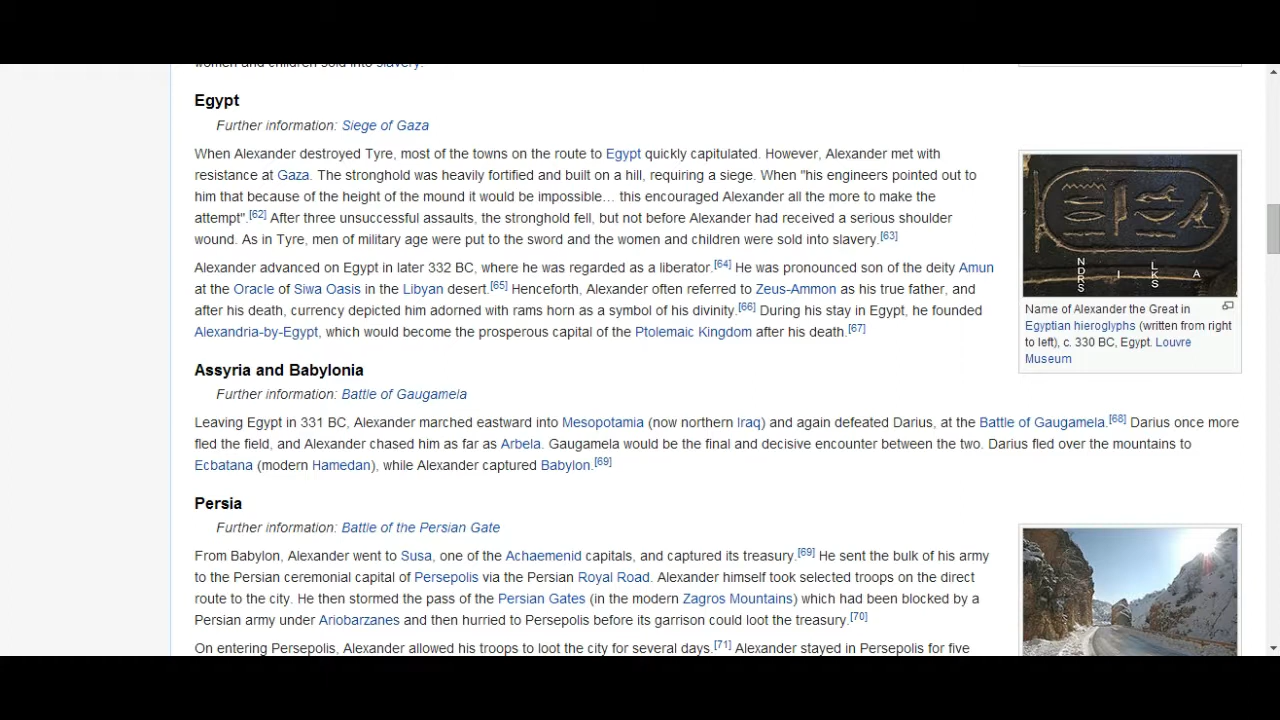 women and children sold into slavery.
Egypt
Further information: Siege of Gaza
When Alexander destroyed Tyre, most of the towns on the route to Egypt quickly capitulated. However, Alexander met with
resistance at Gaza. The stronghold was heavily fortified and built on a hill, requiring a siege. When "his engineers pointed out to
him that because of the height of the mound it would be impossible… this encouraged Alexander all the more to make the
attempt".[62] After three unsuccessful assaults, the stronghold fell, but not before Alexander had received a serious shoulder
wound. As in Tyre, men of military age were put to the sword and the women and children were sold into slavery.[63]
Alexander advanced on Egypt in later 332 BC, where he was regarded as a liberator.[64] He was pronounced son of the deity Amun
at the Oracle of Siwa Oasis in the Libyan desert.[65] Henceforth, Alexander often referred to Zeus-Ammon as his true father, and
after his death, currency depicted him adorned with rams horn as a symbol of his divinity.[66] During his stay in Egypt, he founded
Alexandria-by-Egypt, which would become the prosperous capital of the Ptolemaic Kingdom after his death.[67]
NDRS I LKS A
Name of Alexander the Great in
Egyptian hieroglyphs (written from right
to left), c. 330 BC, Egypt. Louvre
Museum
Assyria and Babylonia
Further information: Battle of Gaugamela
Leaving Egypt in 331 BC, Alexander marched eastward into Mesopotamia (now northern Iraq) and again defeated Darius, at the Battle of Gaugamela.[68] Darius once more
fled the field, and Alexander chased him as far as Arbela. Gaugamela would be the final and decisive encounter between the two. Darius fled over the mountains to
Ecbatana (modern Hamedan), while Alexander captured Babylon.[69]
Persia
Further information: Battle of the Persian Gate
From Babylon, Alexander went to Susa, one of the Achaemenid capitals, and captured its treasury.[69] He sent the bulk of his army
to the Persian ceremonial capital of Persepolis via the Persian Royal Road. Alexander himself took selected troops on the direct
route to the city. He then stormed the pass of the Persian Gates (in the modern Zagros Mountains) which had been blocked by a
Persian army under Ariobarzanes and then hurried to Persepolis before its garrison could loot the treasury.[70]
On entering Persepolis, Alexander allowed his troops to loot the city for several days.[71] Alexander stayed in Persepolis for five